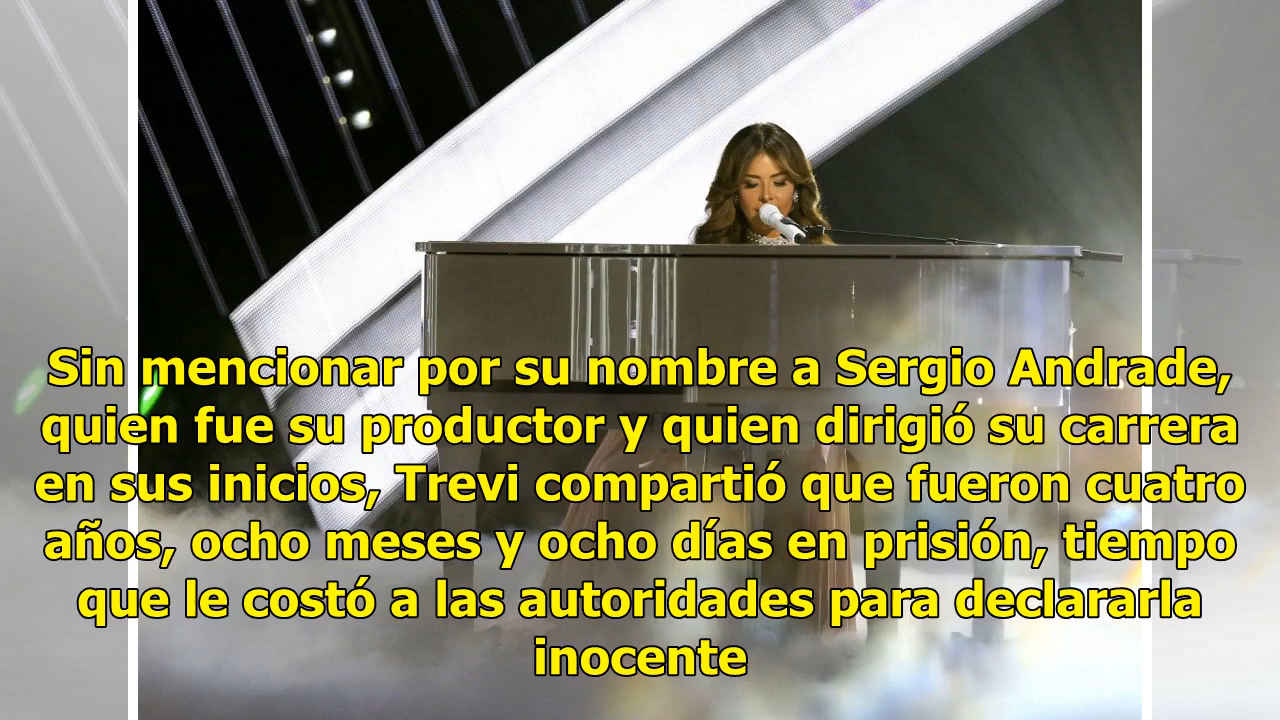 Sin mencionar por su nombre a Sergio Andrade,
quien fue su productor y quien dirigió su carrera
en sus inicios, Trevi compartió que fueron cuatro
años, ocho meses y ocho días en prisión, tiempo
que le costó a las autoridades para declararla
inocente